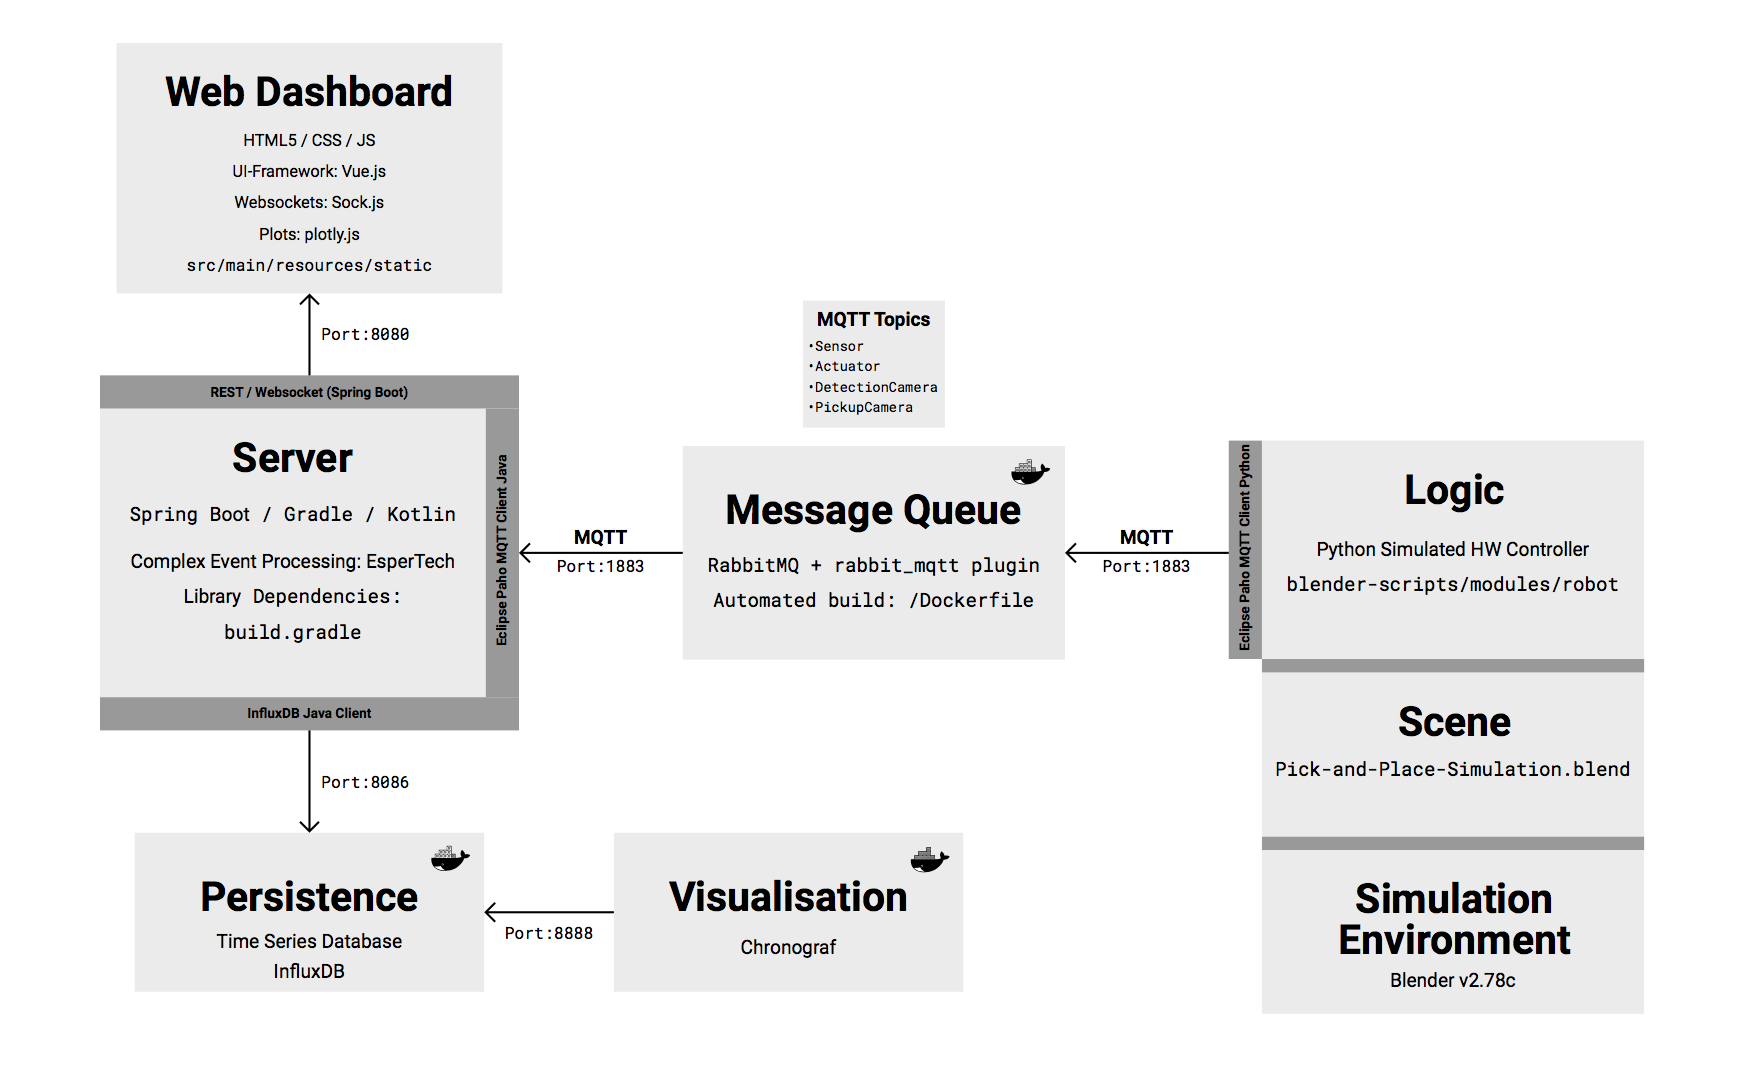 Web Dashboard
HTML5 / CSS / JS
UI-Framework: Vue.js
Websockets: Sock.js
Plots: plotly.js
src/main/resources/static
Port:8080
REST / Websocket (Spring Boot)
Server
Spring Boot / Gradle / Kotlin
Complex Event Processing: EsperTech
Library Dependencies:
build.gradle
Eclipse Paho MQTT Client Java
InfluxDB Java Client
MQTT
Port:1883
MQTT Topics
•Sensor
•Actuator
•DetectionCamera
•PickupCamera
Message Queue
RabbitMQ + rabbit_mqtt plugin
Automated build: /Dockerfile
MQTT
Port:1883
Eclipse Paho MQTT Client Python
Logic
Python Simulated HW Controller
blender-scripts/modules/robot
Scene
Pick-and-Place-Simulation.blend
Simulation
Environment
Blender v2.78c
Port:8086
Persistence
Time Series Database
InfluxDB
Port:8888
Visualisation
Chronograf